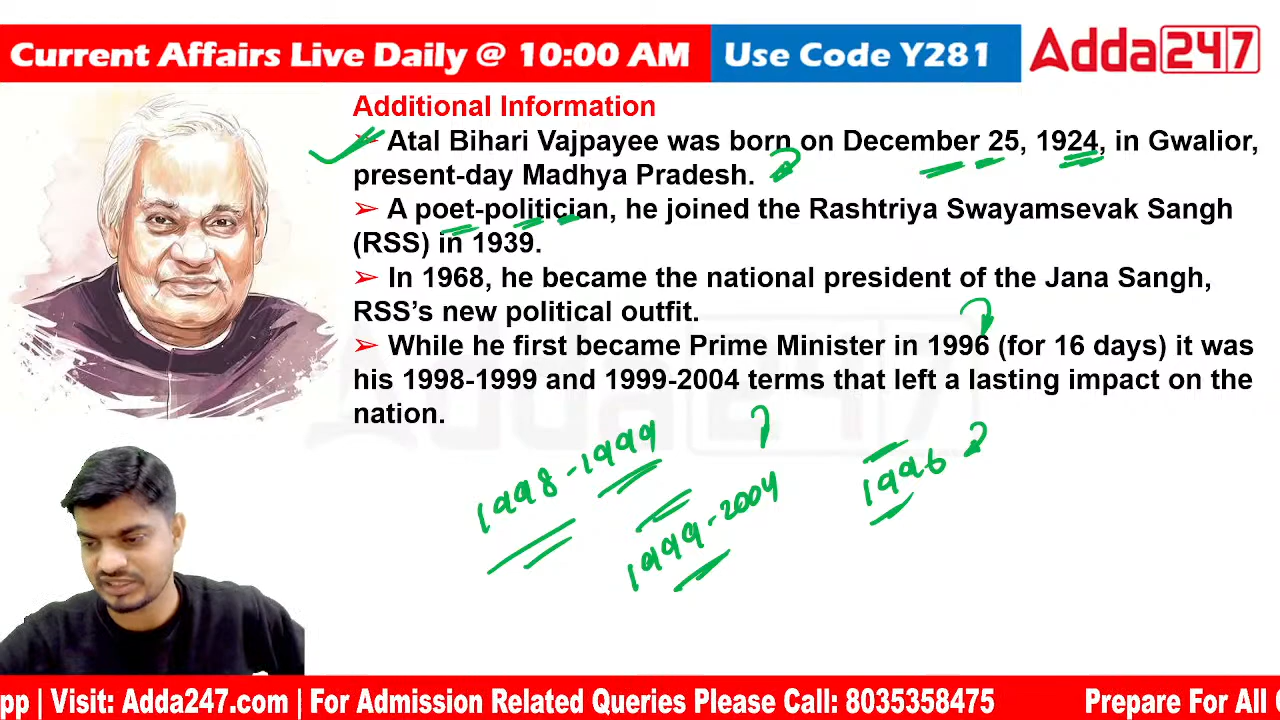 Current Affairs Live Daily @ 10:00 AM
Use Code Y281
Adda247
Additional Information
➢ Atal Bihari Vajpayee was born on December 25, 1924, in Gwalior,
present-day Madhya Pradesh.
➢ A poet-politician, he joined the Rashtriya Swayamsevak Sangh
(RSS) in 1939.
➢ In 1968, he became the national president of the Jana Sangh,
RSS's new political outfit.
➢ While he first became Prime Minister in 1996 (for 16 days) it was
his 1998-1999 and 1999-2004 terms that left a lasting impact on the
nation.
1998-1999
1999-2004
1996
pp | Visit: Adda247.com | For Admission Related Queries Please Call: 8035358475
Prepare For All